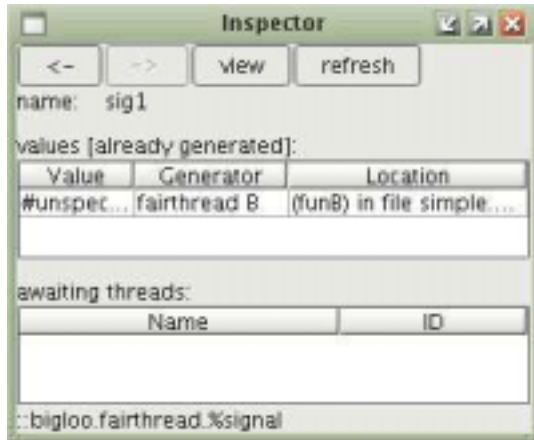 Inspector
<- -> view refresh
name: sig1
values [already generated]:
Value Generator Location
#unspec... fairthread B (funB) in file simple....
awaiting threads:
Name ID
::bigloo.fairthread.%signal